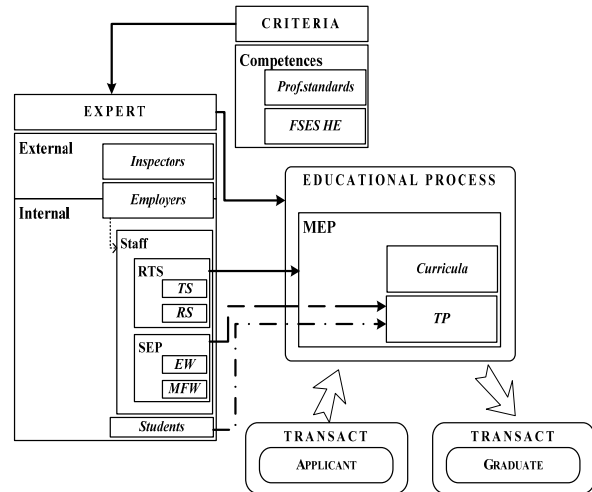 CRITERIA
Competences
Prof.standards
FSES HE
EXPERT
External
Inspectors
Employers
Internal
Staff
RTS
TS
RS
SEP
EW
MFW
Students
EDUCATIONAL PROCESS
MEP
Curricula
TP
TRANSACT
APPLICANT
TRANSACT
GRADUATE